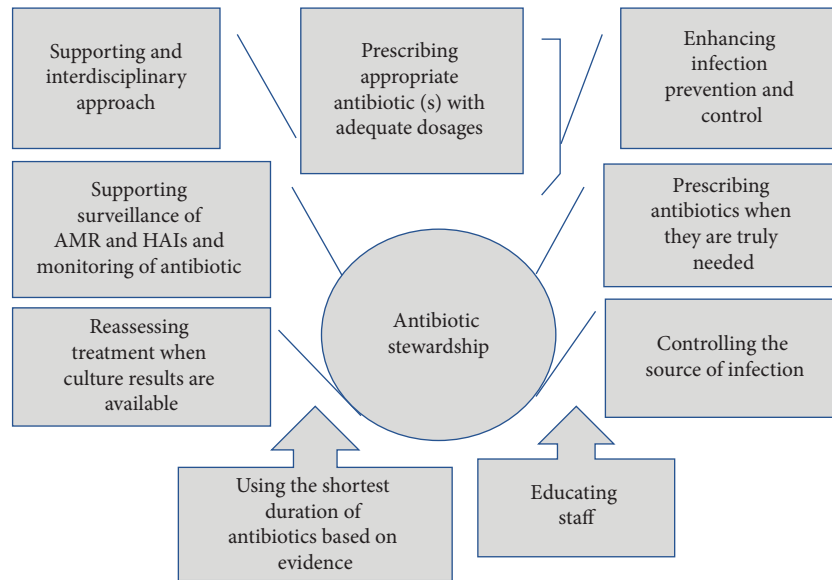 Supporting and
interdisciplinary
approach
Prescribing
appropriate
antibiotic (s) with
adequate dosages
Enhancing
infection
prevention and
control
Supporting
surveillance of
AMR and HAIs and
monitoring of antibiotic
Prescribing
antibiotics when
they are truly
needed
Antibiotic
stewardship
Reassessing
treatment when
culture results are
available
Controlling the
source of infection
Using the shortest
duration of
antibiotics based on
evidence
Educating
staff